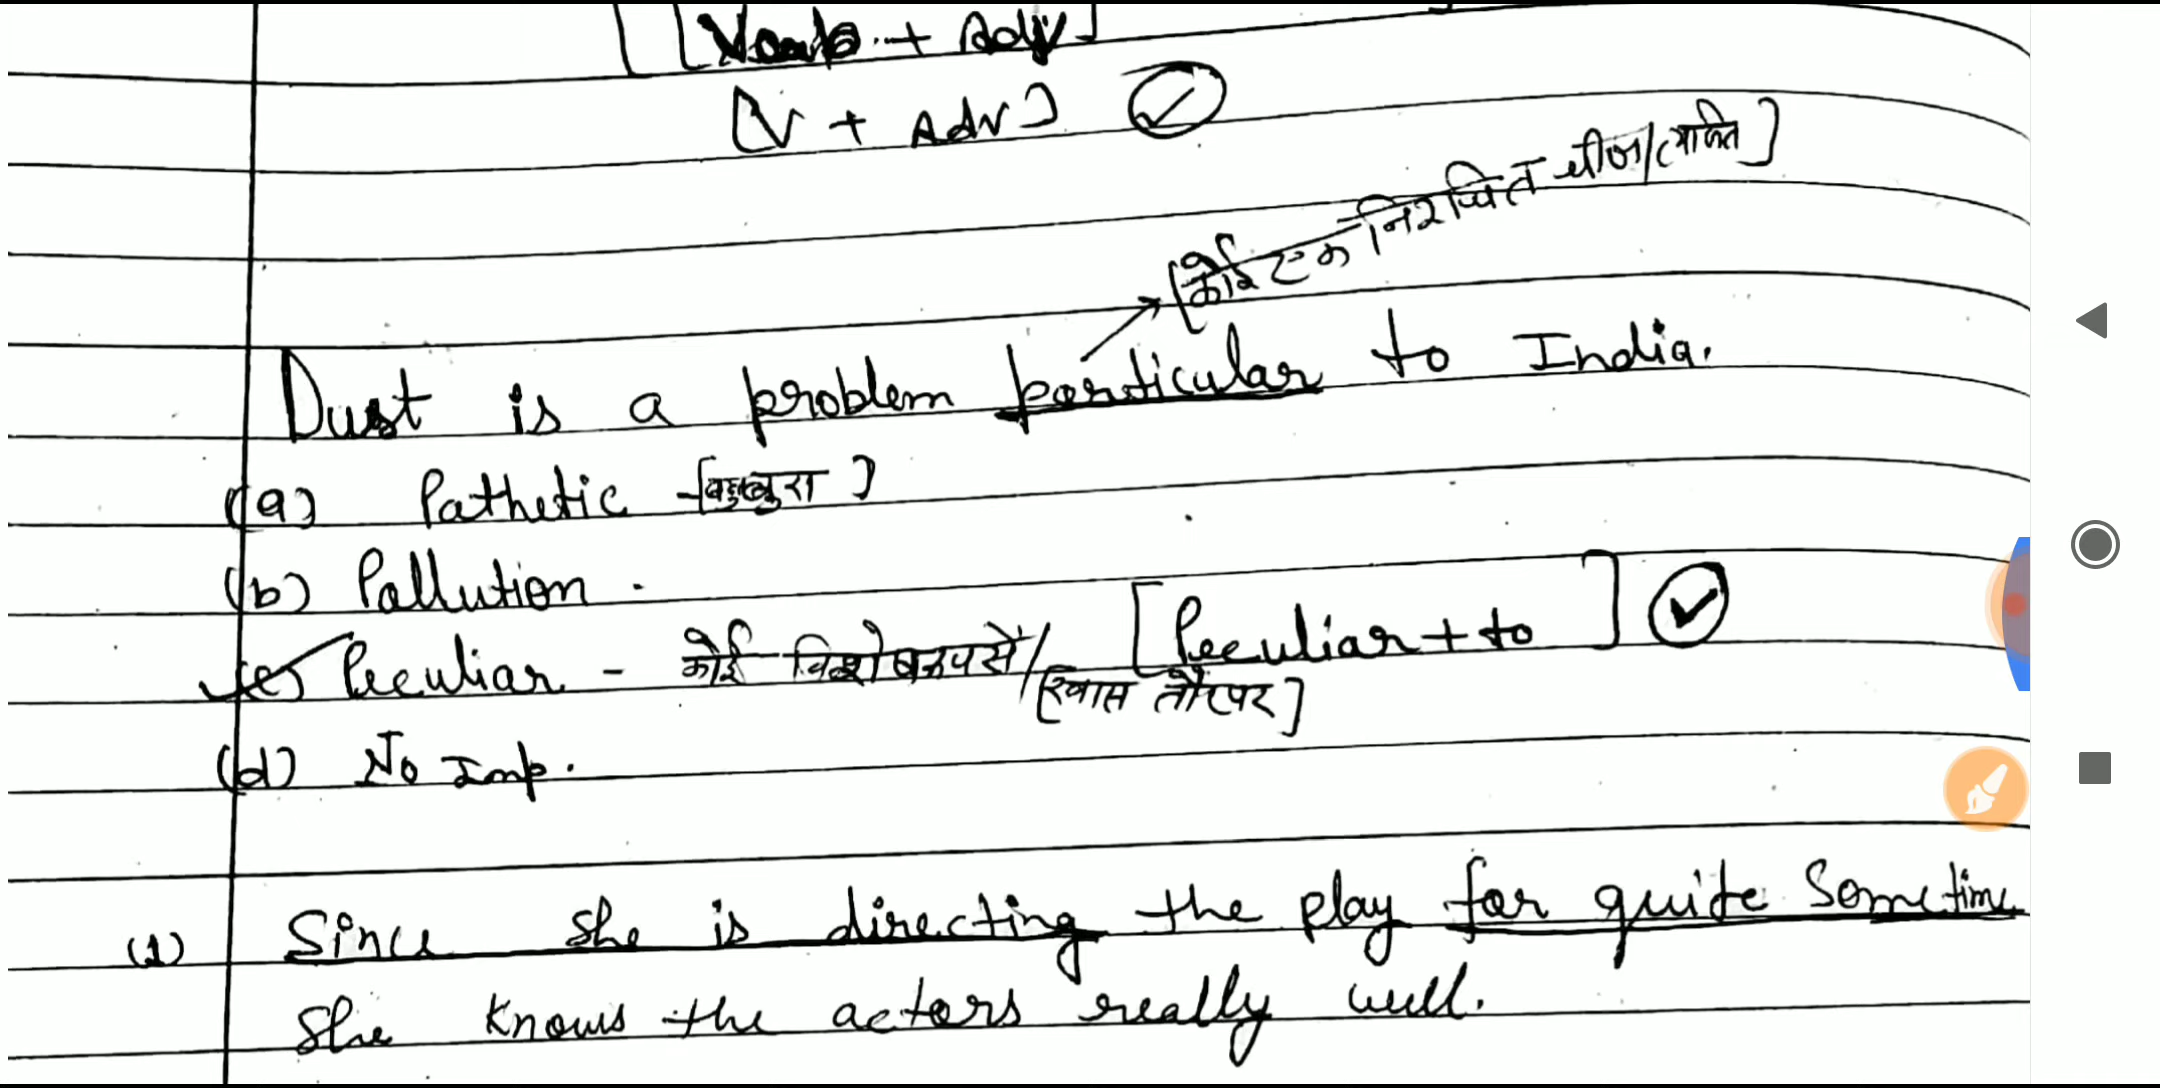 [Verb + Adj]
[V + Adv]
[कोई एक निश्चित चीज/व्यक्ति]
Dust is a problem particular to India.
(a) Pathetic - [बहुत बुरा]
(b) Pollution.
(c) Peculiar - कोई विशेष रूप से / [Peculiar + to]
[खास तौर पर]
(d) No Imp.
(1) Since she is directing the play for quite Sometime
She knows the actors really well.